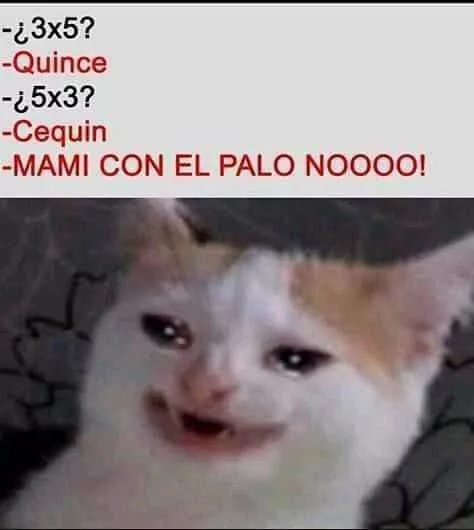 -¿3x5?
-Quince
-¿5x3?
-Cequin
-MAMI CON EL PALO NOOOO!